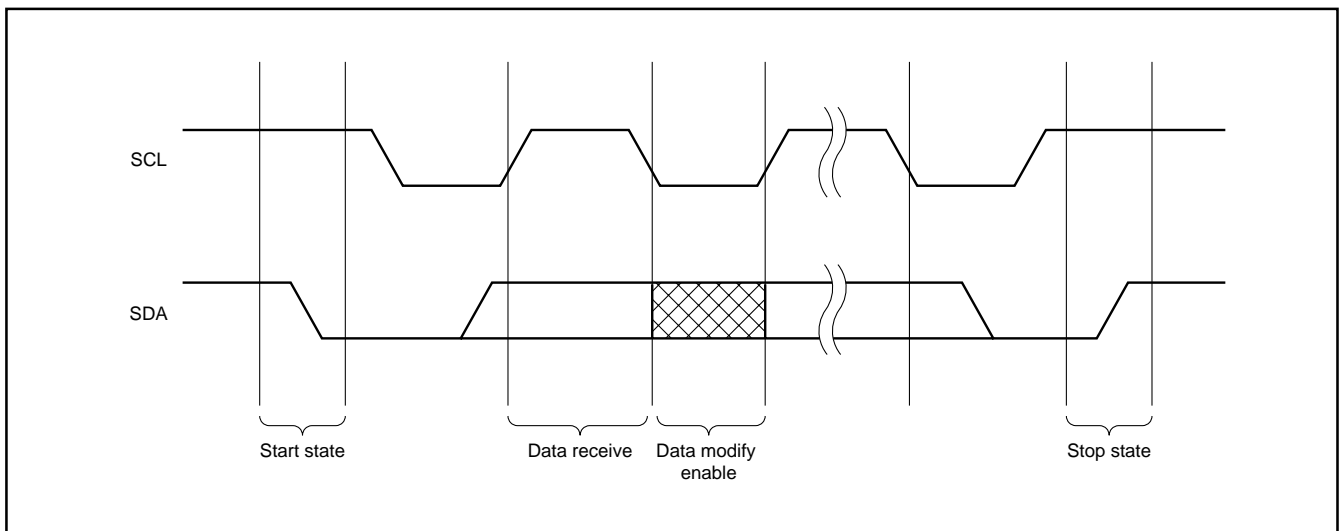 SCL
SDA
Start state
Data receive
Data modify
enable
Stop state